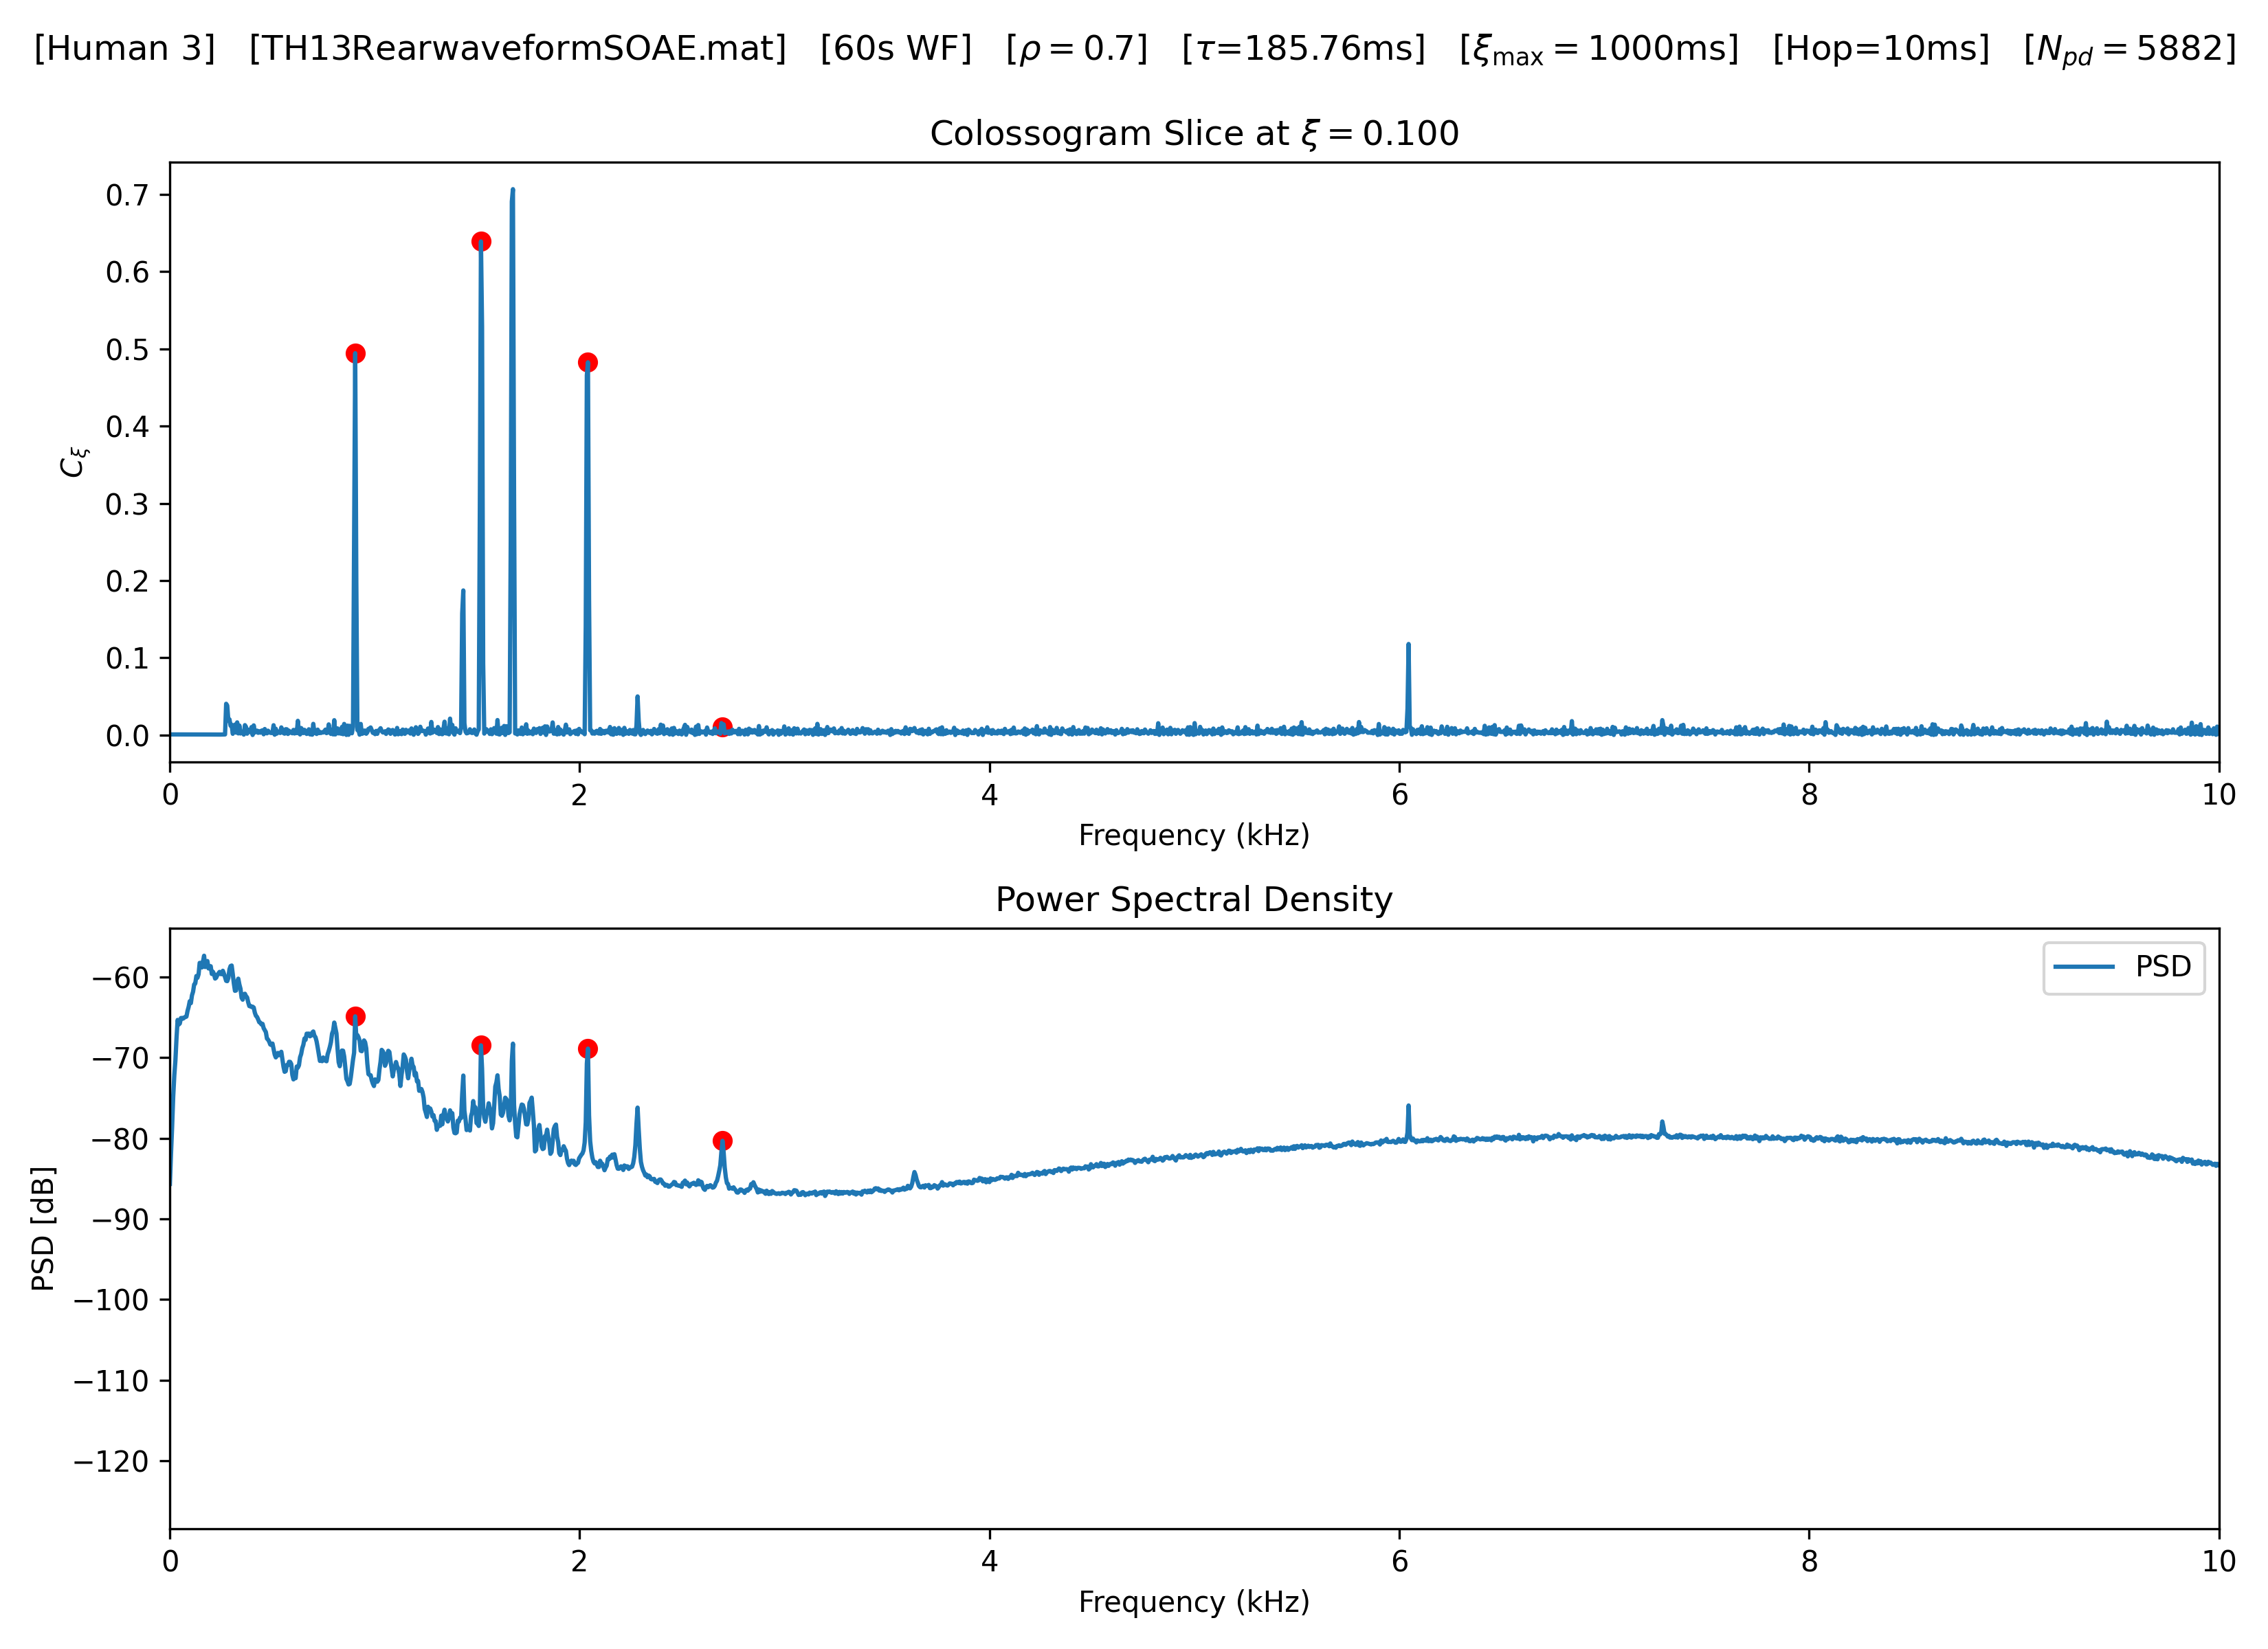 [Human 3] [TH13RearwaveformSOAE.mat] [60s WF] [ρ = 0.7] [τ=185.76ms] [ξmax = 1000ms] [Hop=10ms] [Npd = 5882]
Colossogram Slice at ξ = 0.100
0.7
0.6
0.5
0.4
0.3
0.2
0.1
0.0
Cξ
0 2 4 6 8 10
Frequency (kHz)
Power Spectral Density
PSD
−60
−70
−80
−90
−100
−110
−120
PSD [dB]
0 2 4 6 8 10
Frequency (kHz)